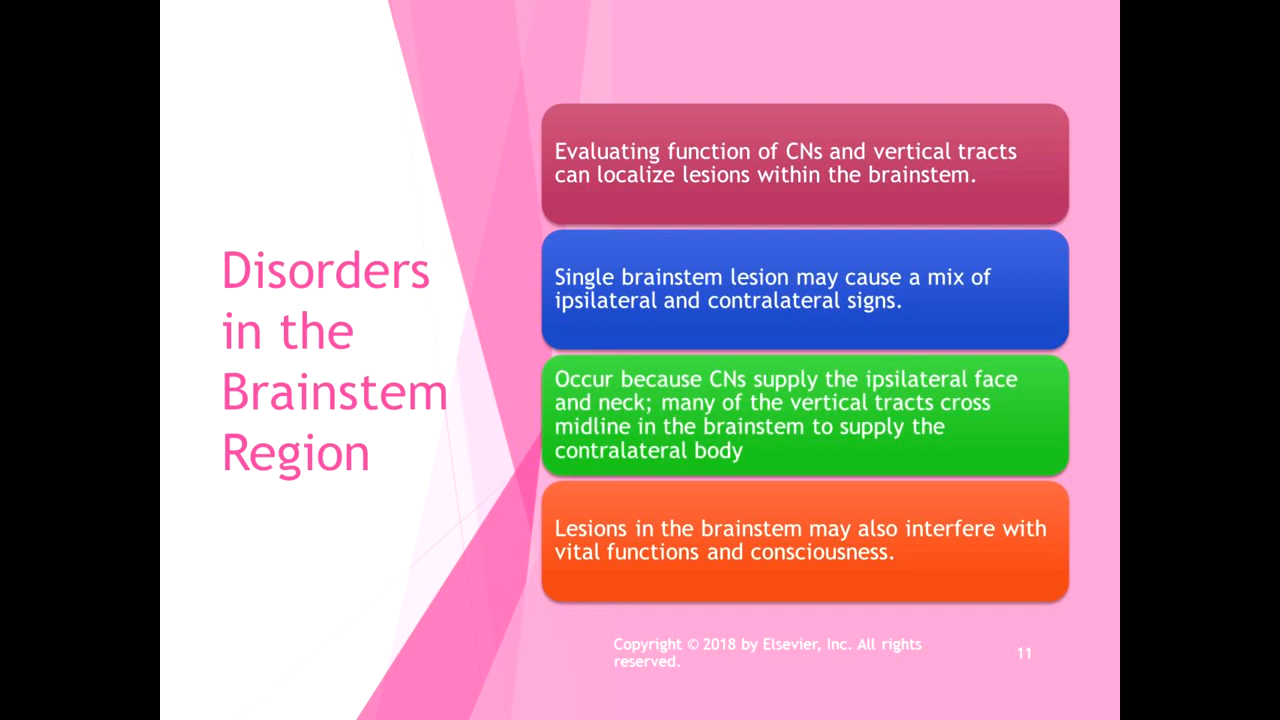 Disorders
in the
Brainstem
Region
Evaluating function of CNs and vertical tracts
can localize lesions within the brainstem.
Single brainstem lesion may cause a mix of
ipsilateral and contralateral signs.
Occur because CNs supply the ipsilateral face
and neck; many of the vertical tracts cross
midline in the brainstem to supply the
contralateral body
Lesions in the brainstem may also interfere with
vital functions and consciousness.
Copyright © 2018 by Elsevier, Inc. All rights
reserved.
11